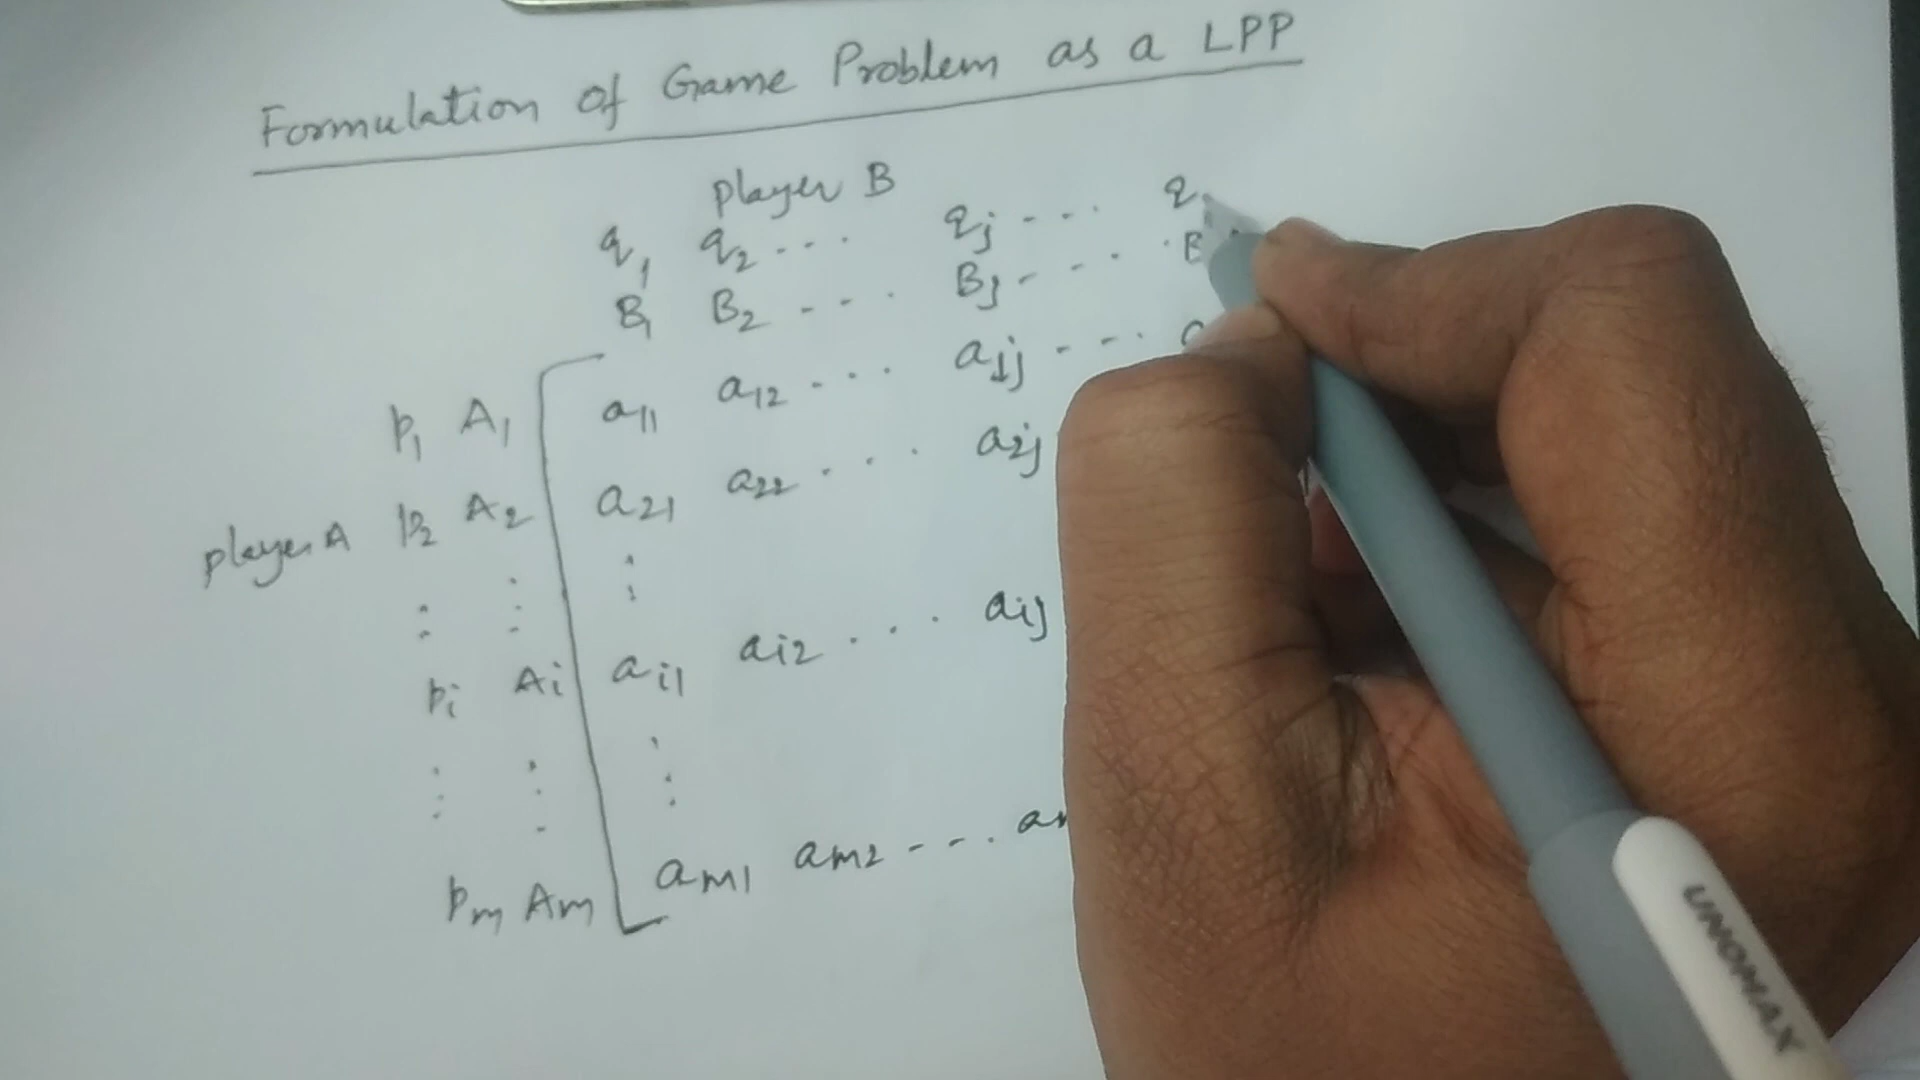 Formulation of Game Problem as a LPP
player B
q1 q2 ... qj ---
B1 B2 --- Bj --- B
a11 a12 ... a1j ---
p1 A1
a21 a22 ... a2j
player A p2 A2
pi Ai ai1 ai2 ... aij
pm Am am1 am2 ---
UNOMAX